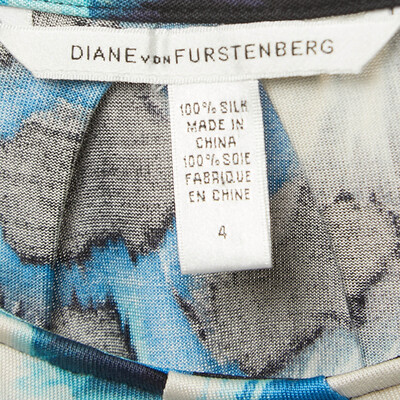 DIANE VON FURSTENBERG
100% SILK
MADE IN
CHINA
100% SOIE
FABRIQUE
EN CHINE
4